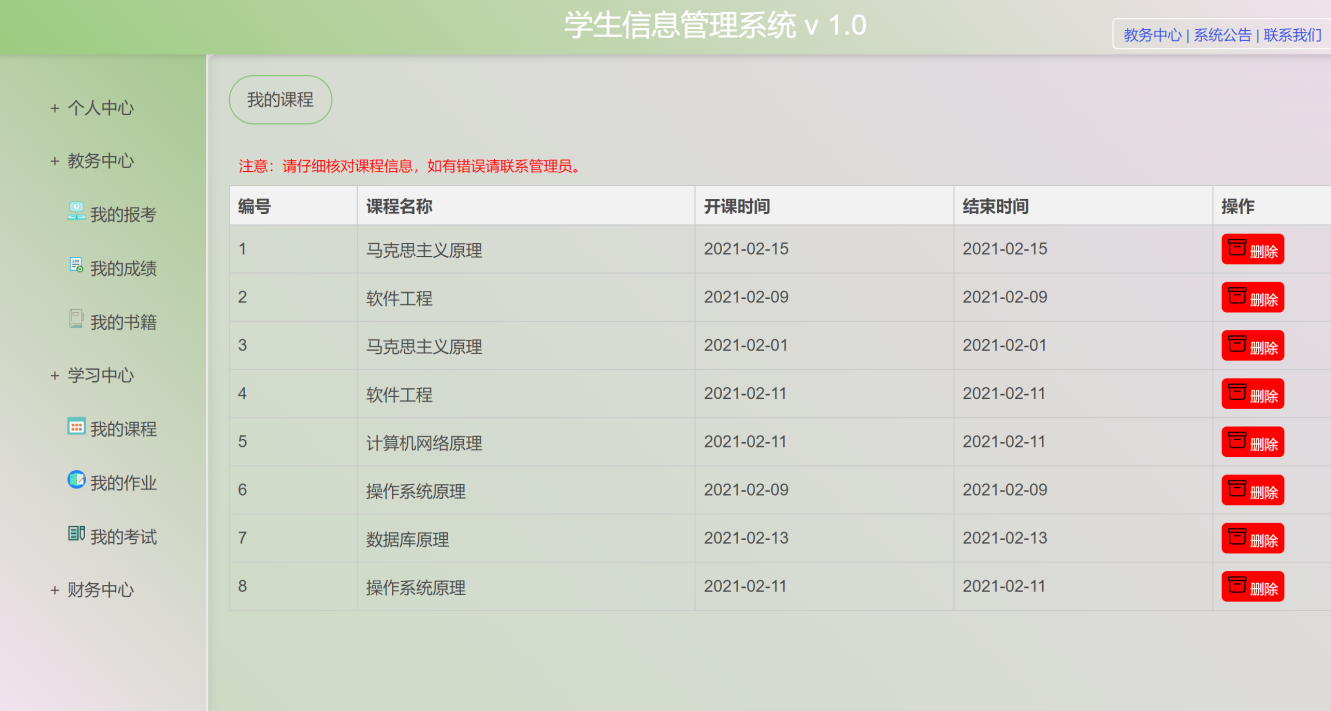 学生信息管理系统 v 1.0
教务中心 | 系统公告 | 联系我们
+ 个人中心
+ 教务中心
我的报考
我的成绩
我的书籍
+ 学习中心
我的课程
我的作业
我的考试
+ 财务中心
我的课程
注意：请仔细核对课程信息，如有错误请联系管理员。
编号 课程名称 开课时间 结束时间 操作
1 马克思主义原理 2021-02-15 2021-02-15 删除
2 软件工程 2021-02-09 2021-02-09 删除
3 马克思主义原理 2021-02-01 2021-02-01 删除
4 软件工程 2021-02-11 2021-02-11 删除
5 计算机网络原理 2021-02-11 2021-02-11 删除
6 操作系统原理 2021-02-09 2021-02-09 删除
7 数据库原理 2021-02-13 2021-02-13 删除
8 操作系统原理 2021-02-11 2021-02-11 删除